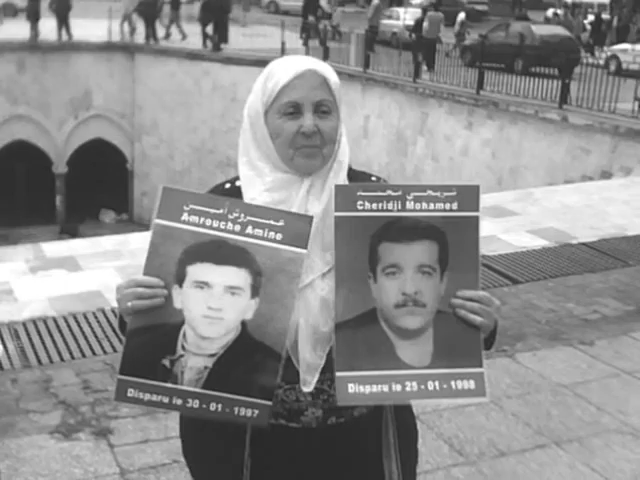 عمروش أمين
Amrouche Amine
Disparu le 30 - 01 - 1997
شريجي محمد
Cheridji Mohamed
Disparu le 25 - 01 - 1998